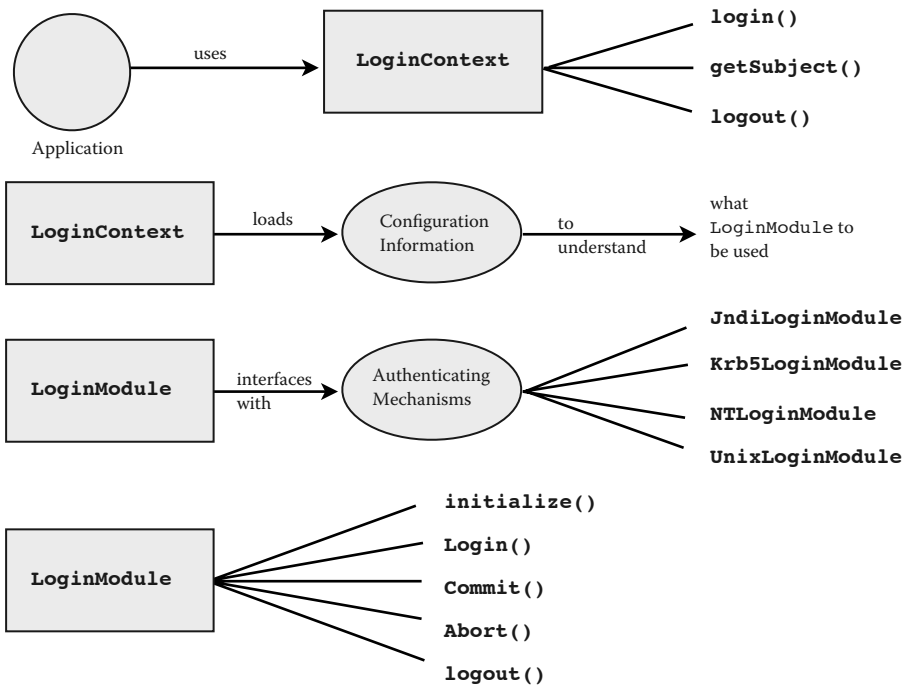 Application
uses
LoginContext
login()
getSubject()
logout()
LoginContext
loads
Configuration
Information
to
understand
what
LoginModule to
be used
LoginModule
interfaces
with
Authenticating
Mechanisms
JndiLoginModule
Krb5LoginModule
NTLoginModule
UnixLoginModule
LoginModule
initialize()
Login()
Commit()
Abort()
logout()